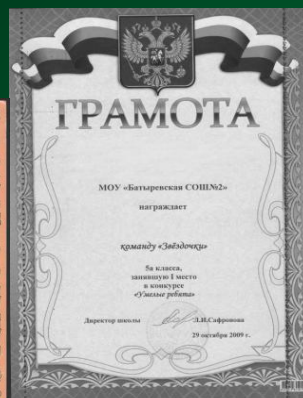 ГРАМОТА
МОУ «Батыревская СОШ№2»
награждает
команду «Звёздочки»
5а класса,
занявшую I место
в конкурсе
«Умелые ребята»
Директор школы Л.И.Сафронова
29 октября 2009 г.